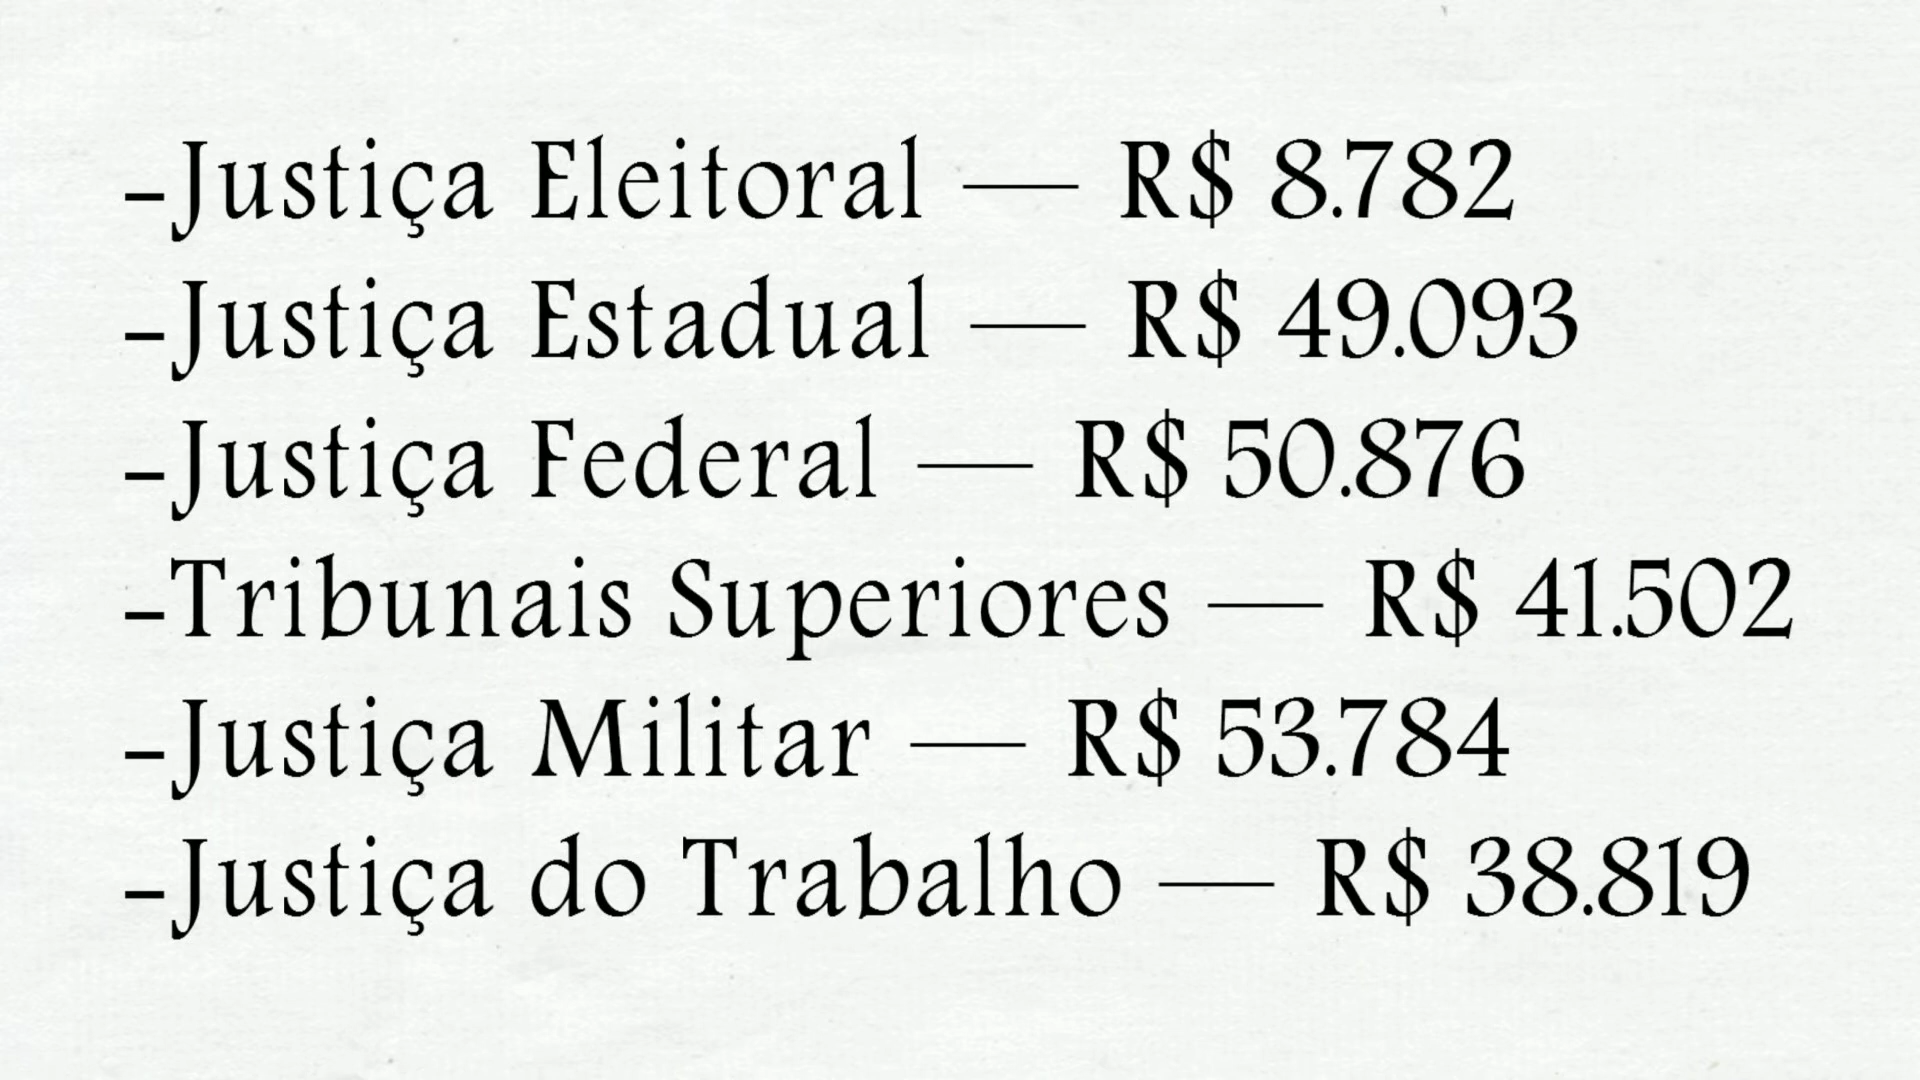 -Justiça Eleitoral — R$ 8.782
-Justiça Estadual — R$ 49.093
-Justiça Federal — R$ 50.876
-Tribunais Superiores — R$ 41.502
-Justiça Militar — R$ 53.784
-Justiça do Trabalho — R$ 38.819